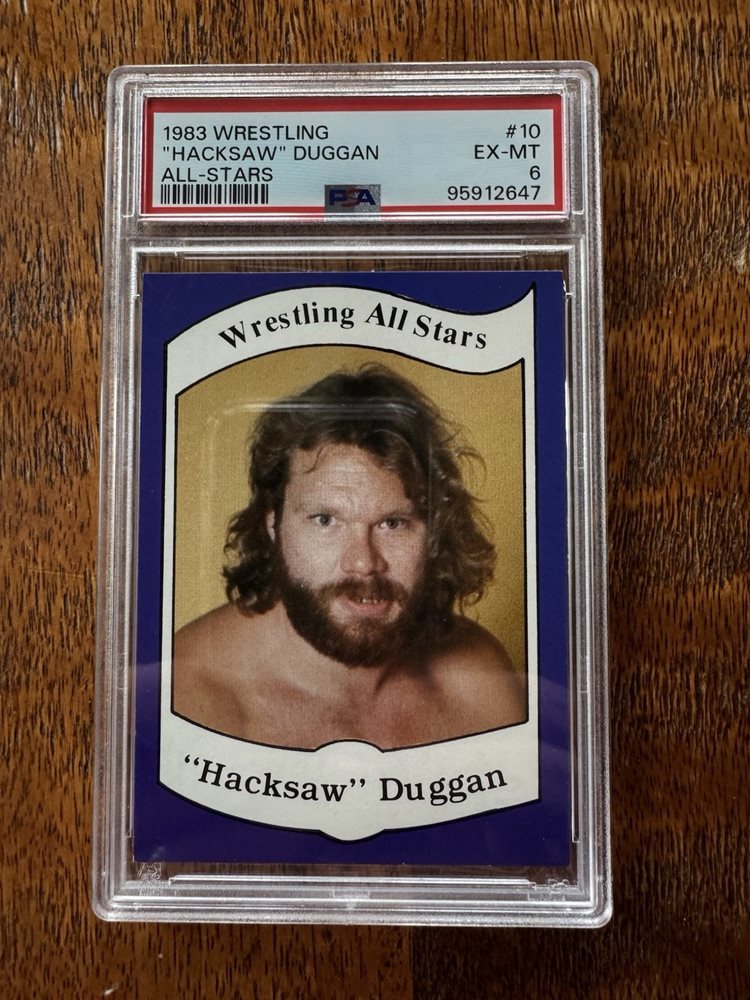 1983 WRESTLING #10
"HACKSAW" DUGGAN EX-MT
ALL-STARS 6
PSA 95912647
Wrestling All Stars
“Hacksaw” Duggan